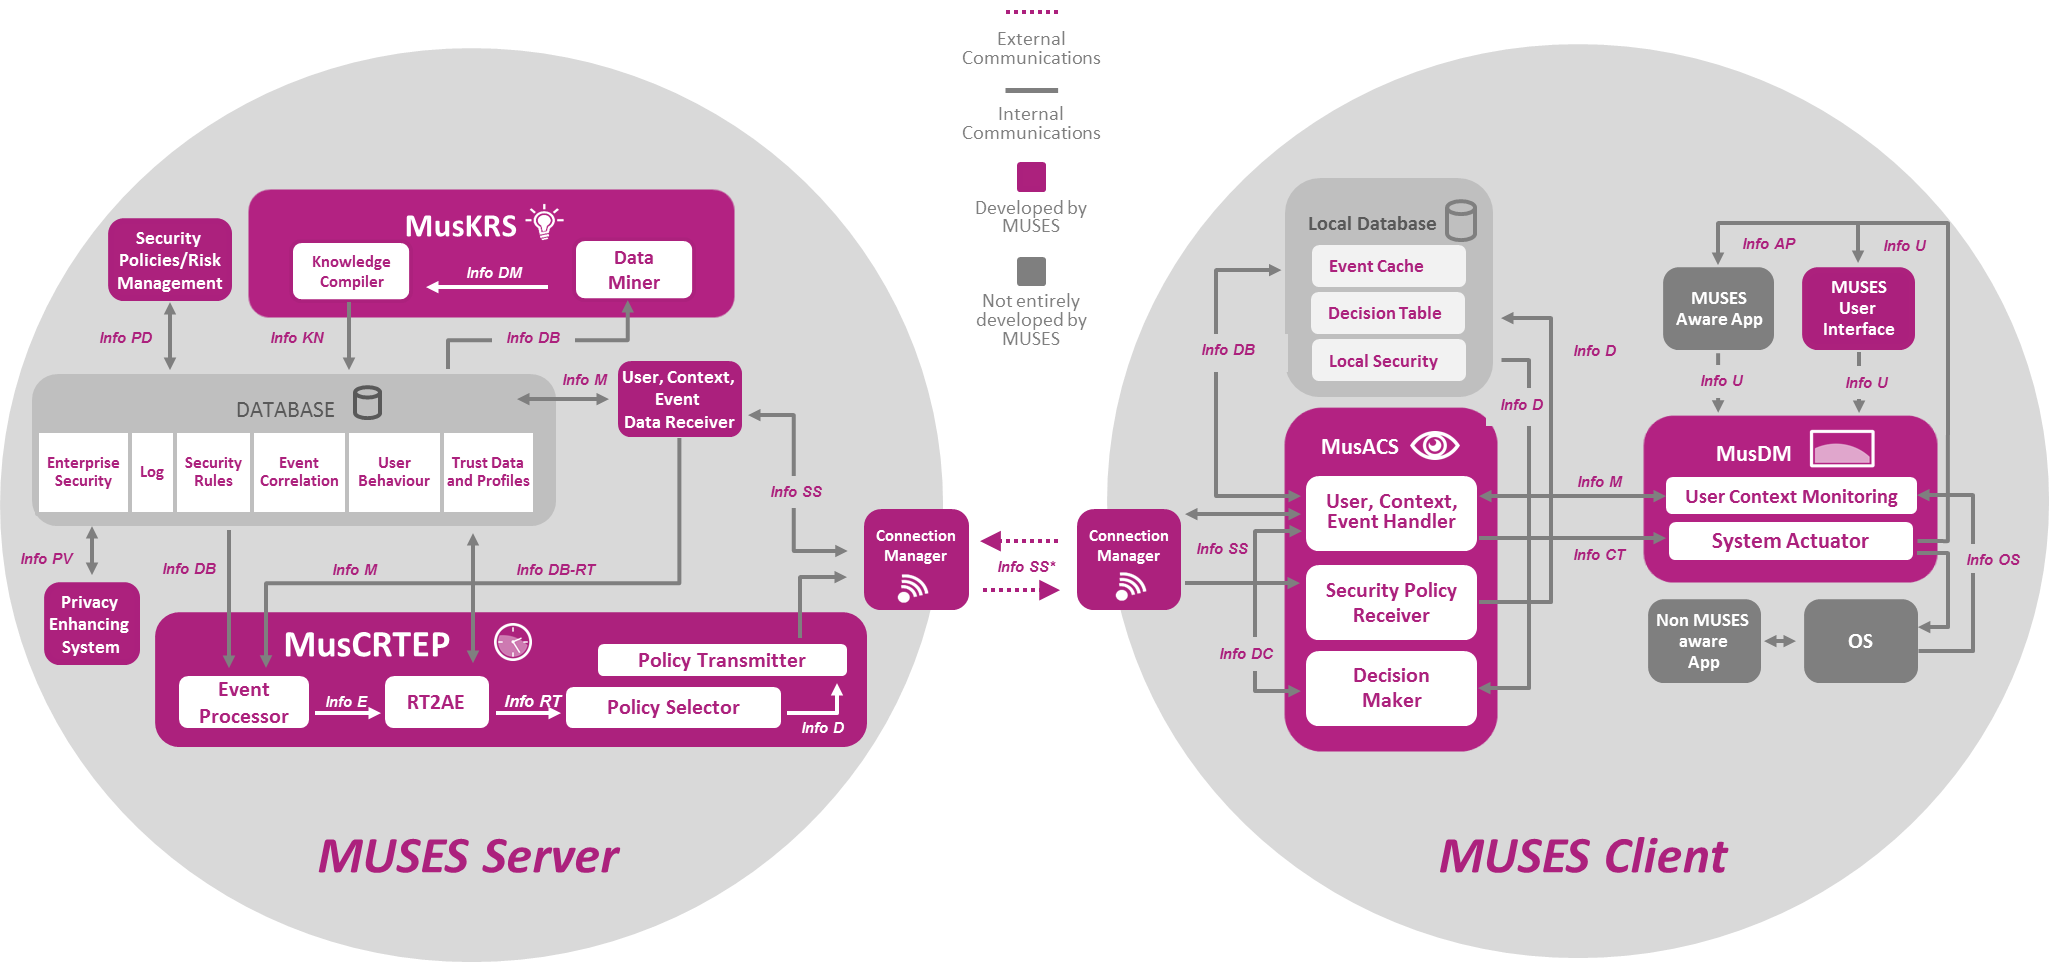 External
Communications
Internal
Communications
Developed by
MUSES
Not entirely
developed by
MUSES
Security
Policies/Risk
Management
MusKRS
Knowledge
Compiler
Info DM
Data
Miner
Info PD
Info KN
Info DB
Info M
User, Context,
Event
Data Receiver
DATABASE
Enterprise
Security
Log
Security
Rules
Event
Correlation
User
Behaviour
Trust Data
and Profiles
Info SS
Info PV
Info DB
Info M
Info DB-RT
Connection
Manager
Privacy
Enhancing
System
MusCRTEP
Policy Transmitter
Event
Processor
Info E
RT2AE
Info RT
Policy Selector
Info D
MUSES Server
Info SS*
Connection
Manager
Local Database
Event Cache
Decision Table
Local Security
Info DB
Info D
Info D
Info AP
Info U
MUSES
Aware App
MUSES
User
Interface
Info U
Info U
MusACS
User, Context,
Event Handler
Info SS
Security Policy
Receiver
Info DC
Decision
Maker
Info M
Info CT
MusDM
User Context Monitoring
System Actuator
Info OS
Non MUSES
aware
App
OS
MUSES Client